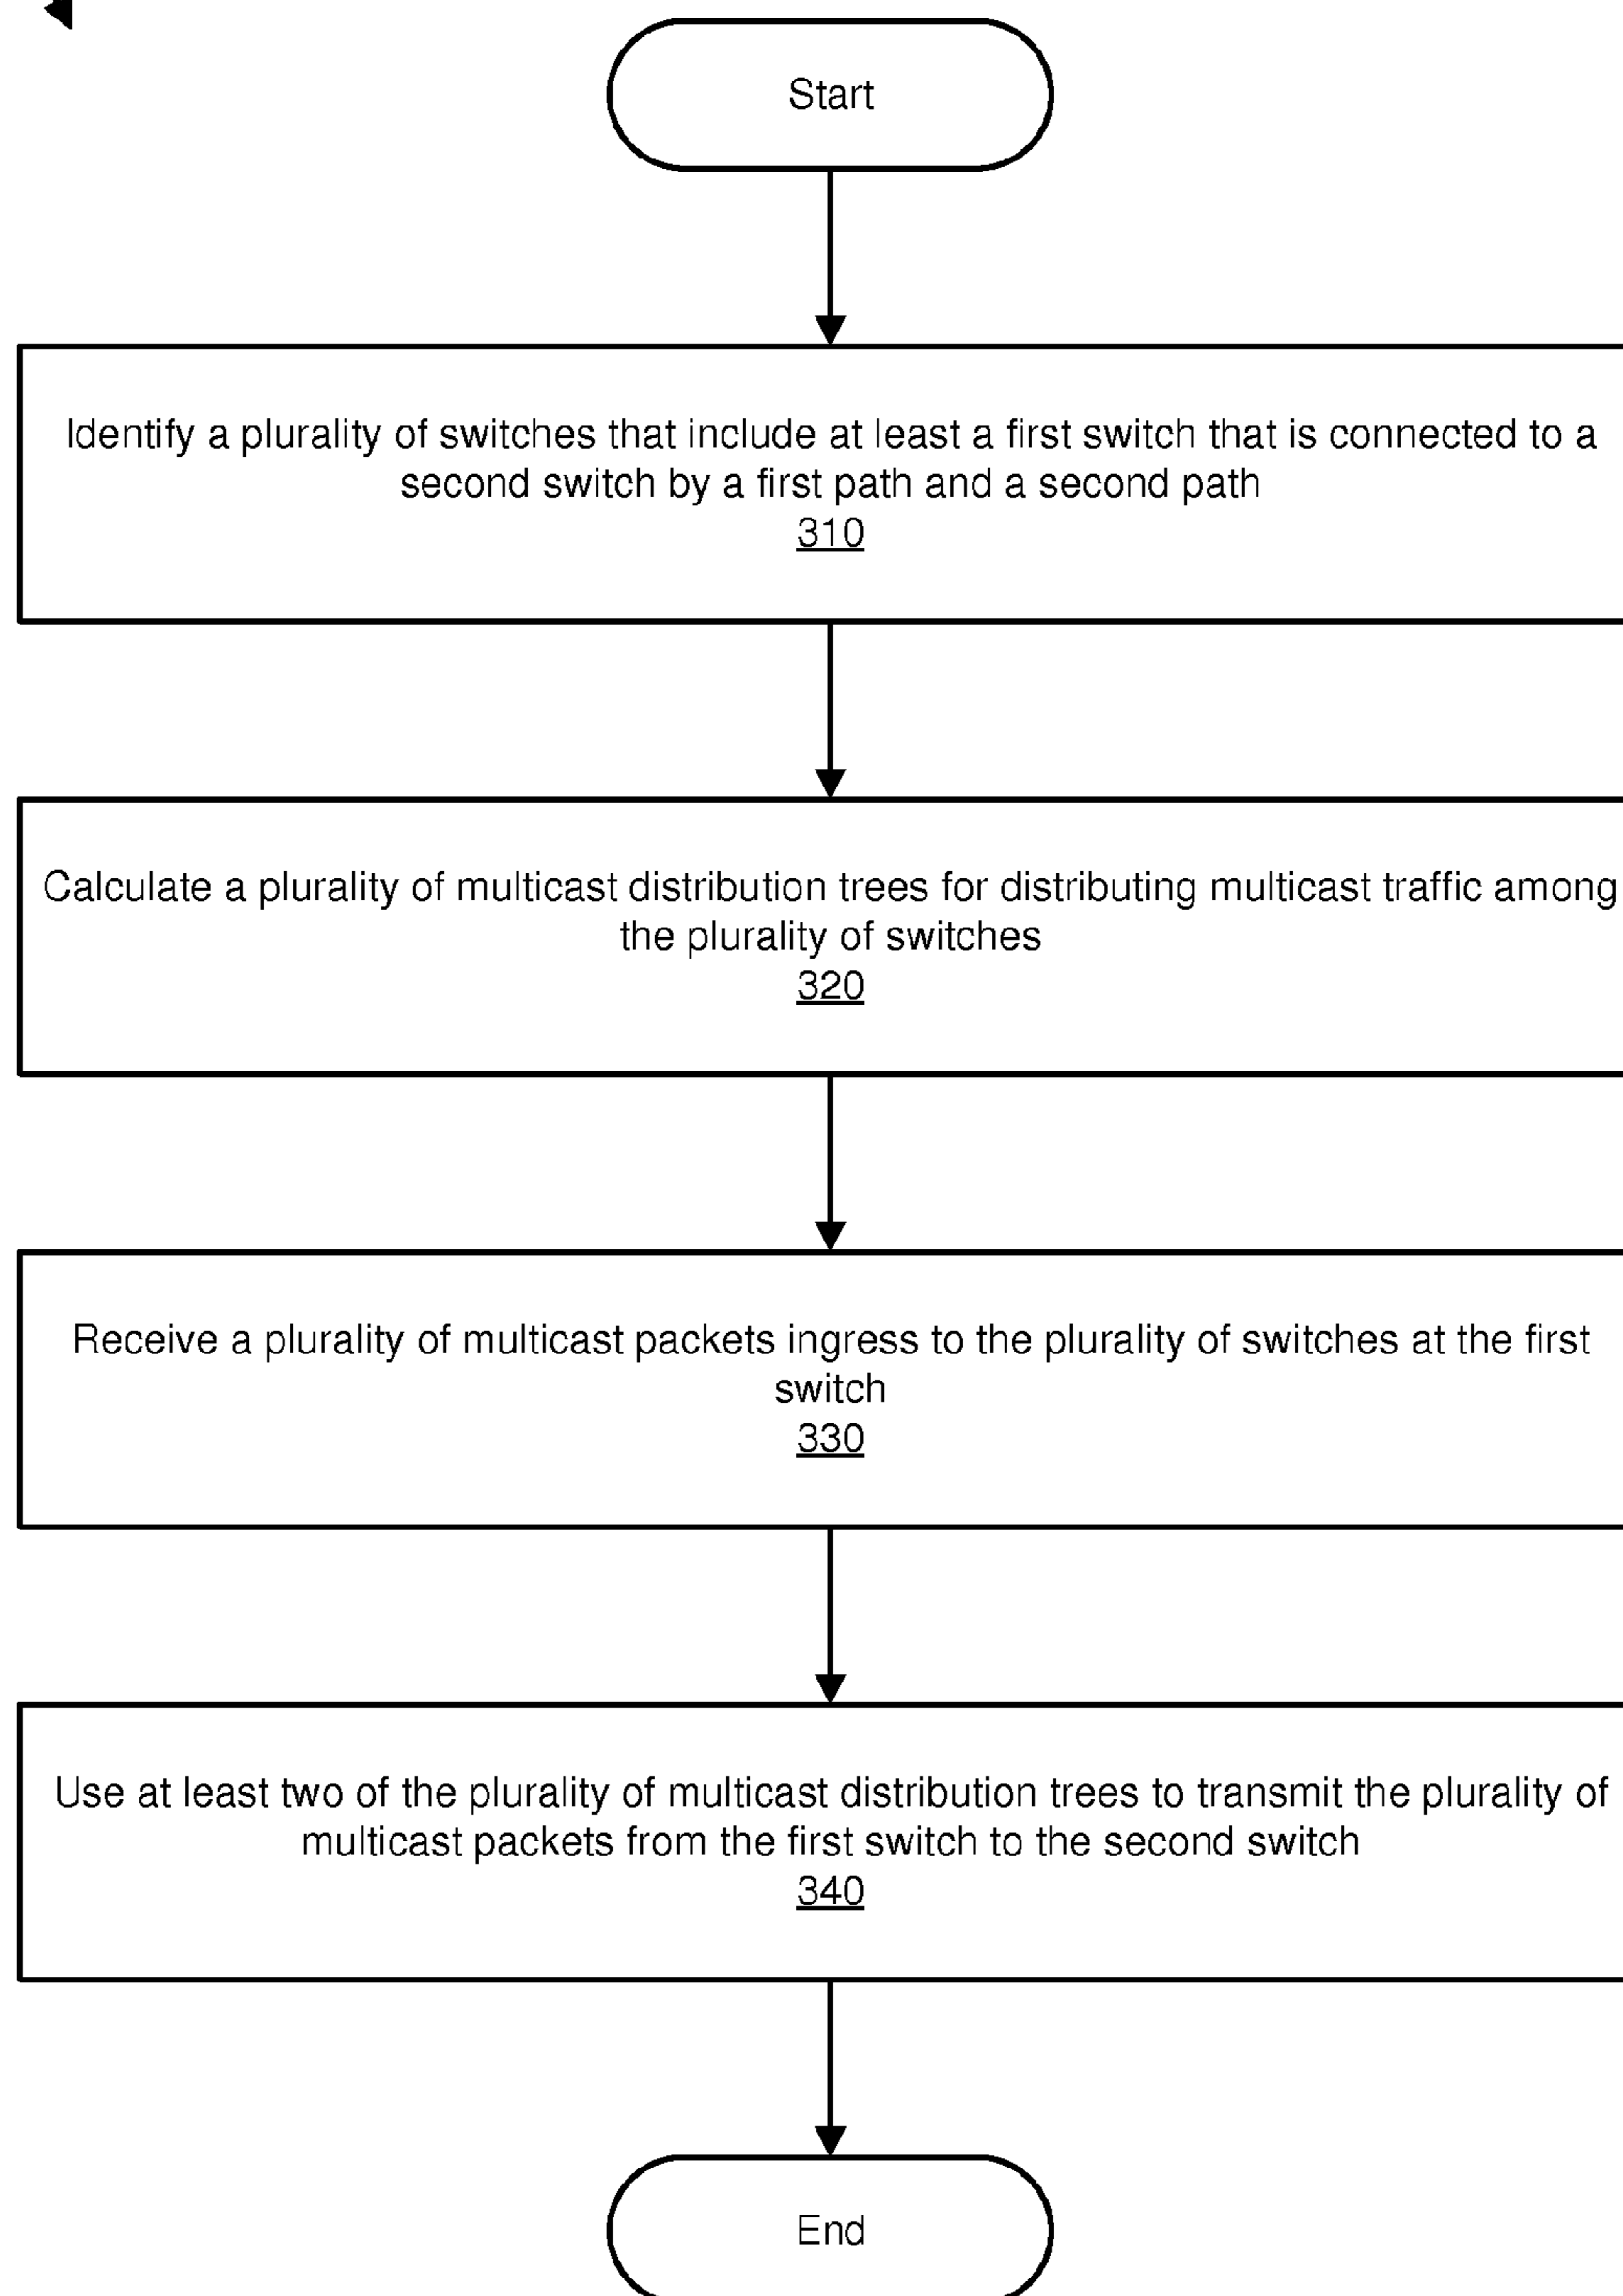 Start
Identify a plurality of switches that include at least a first switch that is connected to a
second switch by a first path and a second path
310
Calculate a plurality of multicast distribution trees for distributing multicast traffic among
the plurality of switches
320
Receive a plurality of multicast packets ingress to the plurality of switches at the first
switch
330
Use at least two of the plurality of multicast distribution trees to transmit the plurality of
multicast packets from the first switch to the second switch
340
End